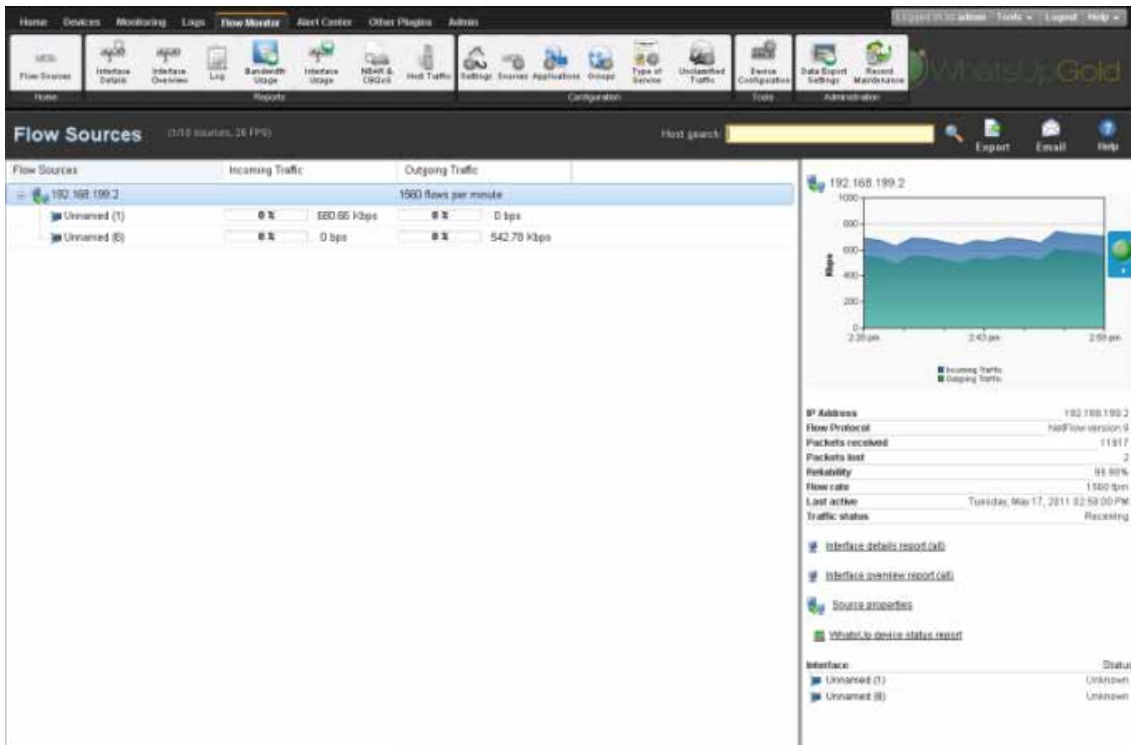 Home Devices Monitoring Logs Flow Monitor Alert Center Other Plugins Admin
Logged in as admin Tools Logout Help
Flow Sources
Interface Details
Interface Overview
Log
Bandwidth Usage
Interface Usage
NBAR & CBQoS
Host Traffic
Settings
Sources
Applications
Groups
Type of Service
Unclassified Traffic
Device Configuration
Data Export Settings
Record Maintenance
Home
Reports
Configuration
Tools
Administration
WhatsUpGold
Flow Sources (1/10 sources, 26 FPS)
Host search:
Export
Email
Help
Flow Sources Incoming Traffic Outgoing Traffic
192.168.199.2 1560 flows per minute
Unnamed (1) 0 % 680.66 Kbps 0 % 0 bps
Unnamed (8) 0 % 0 bps 0 % 542.78 Kbps
192.168.199.2
1000
800
600
400
200
0
Kbps
2:28 pm 2:43 pm 2:58 pm
Incoming Traffic
Outgoing Traffic
IP Address 192.168.199.2
Flow Protocol NetFlow version 9
Packets received 11917
Packets lost 2
Reliability 99.98%
Flow rate 1560 fpm
Last active Tuesday, May 17, 2011 02:58:00 PM
Traffic status Receiving
Interface details report (all)
Interface overview report (all)
Source properties
WhatsUp device status report
Interface Status
Unnamed (1) Unknown
Unnamed (8) Unknown